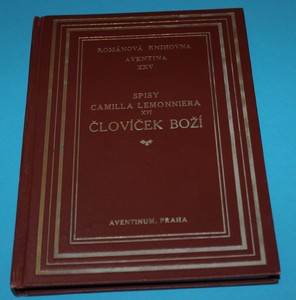 ROMÁNOVÁ KNIHOVNA
AVENTINA
XXV
SPISY
CAMILLA LEMONNIERA
XVI
ČLOVÍČEK BOŽÍ
AVENTINUM, PRAHA